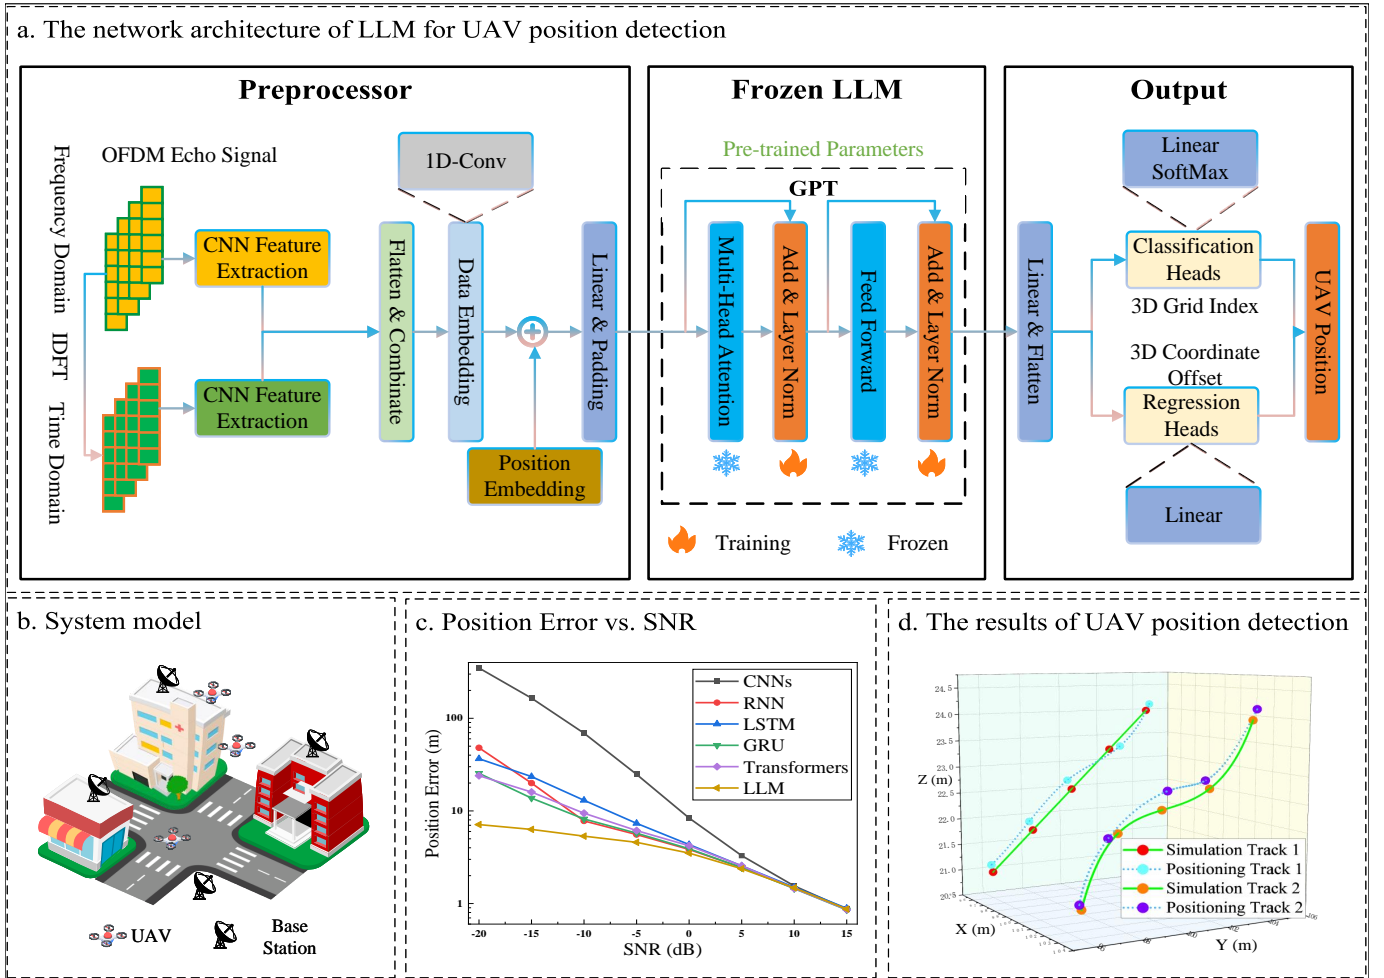 a. The network architecture of LLM for UAV position detection
Preprocessor
OFDM Echo Signal
Frequency Domain
IDFT
Time Domain
CNN Feature
Extraction
CNN Feature
Extraction
Flatten & Combinate
1D-Conv
Data Embedding
Position
Embedding
Linear & Padding
Frozen LLM
Pre-trained Parameters
GPT
Multi-Head Attention
Add & Layer Norm
Feed Forward
Add & Layer Norm
Training
Frozen
Output
Linear & Flatten
Linear
SoftMax
Classification
Heads
3D Grid Index
3D Coordinate
Offset
Regression
Heads
Linear
UAV Position
b. System model
UAV
Base
Station
c. Position Error vs. SNR
Position Error (m)
100
10
1
-20 -15 -10 -5 0 5 10 15
SNR (dB)
CNNs
RNN
LSTM
GRU
Transformers
LLM
d. The results of UAV position detection
24.5
24.0
23.5
23.0
22.5
22.0
21.5
21.0
20.5
Z (m)
X (m)
Y (m)
Simulation Track 1
Positioning Track 1
Simulation Track 2
Positioning Track 2